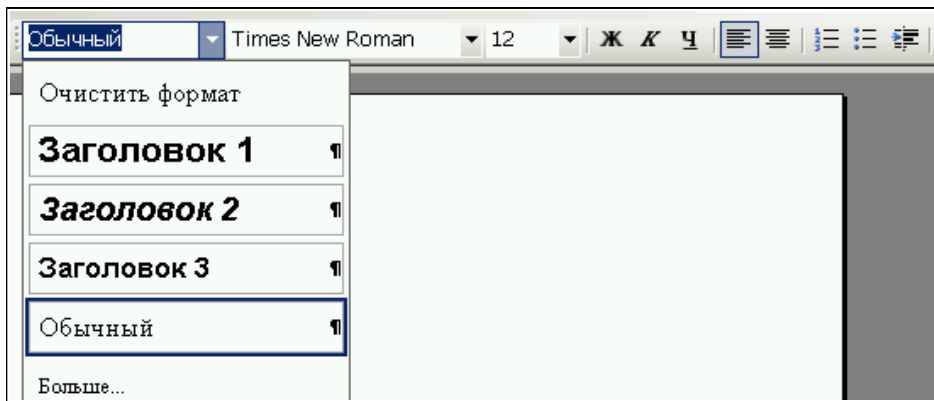 Обычный Times New Roman 12 Ж К Ч
Очистить формат
Заголовок 1 ¶
Заголовок 2 ¶
Заголовок 3 ¶
Обычный ¶
Больше...